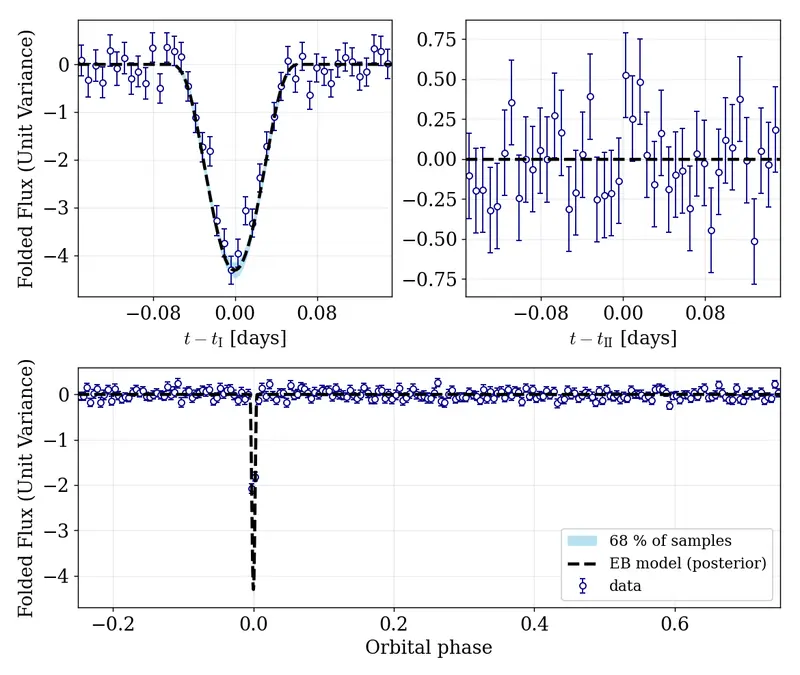 Folded Flux (Unit Variance)
0
−1
−2
−3
−4
−0.08 0.00 0.08
t − t_I [days]
0.75
0.50
0.25
0.00
−0.25
−0.50
−0.75
−0.08 0.00 0.08
t − t_II [days]
Folded Flux (Unit Variance)
0
−1
−2
−3
−4
68 % of samples
EB model (posterior)
data
−0.2 0.0 0.2 0.4 0.6
Orbital phase